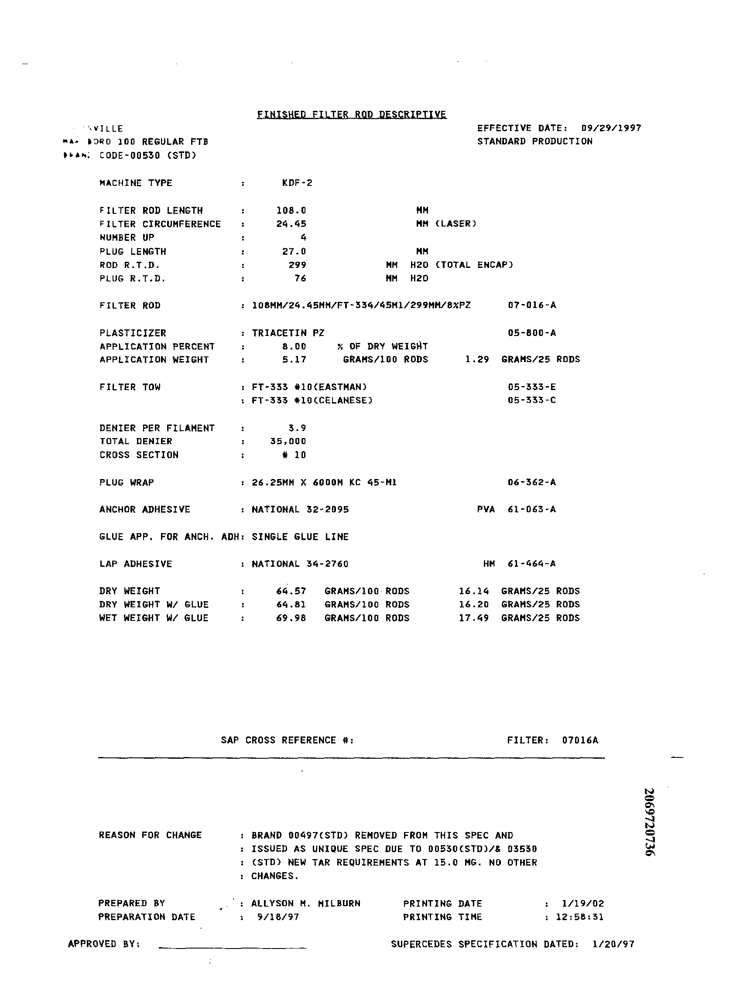 FINISHED FILTER ROD DESCRIPTIVE
VILLE EFFECTIVE DATE: 09/29/1997
BORO 100 REGULAR FTB STANDARD PRODUCTION
CODE-00530 (STD)
MACHINE TYPE : KDF-2
FILTER ROD LENGTH : 108.0 MM
FILTER CIRCUMFERENCE : 24.45 MM (LASER)
NUMBER UP : 4
PLUG LENGTH : 27.0 MM
ROD R.T.D. : 299 MM H2O (TOTAL ENCAP)
PLUG R.T.D. : 76 MM H2O
FILTER ROD : 108MM/24.45MM/FT-334/45M1/299MM/8%PZ 07-016-A
PLASTICIZER : TRIACETIN PZ 05-800-A
APPLICATION PERCENT : 8.00 % OF DRY WEIGHT
APPLICATION WEIGHT : 5.17 GRAMS/100 RODS 1.29 GRAMS/25 RODS
FILTER TOW : FT-333 #10(EASTMAN) 05-333-E
: FT-333 #10(CELANESE) 05-333-C
DENIER PER FILAMENT : 3.9
TOTAL DENIER : 35,000
CROSS SECTION : # 10
PLUG WRAP : 26.25MM X 6000M KC 45-M1 06-362-A
ANCHOR ADHESIVE : NATIONAL 32-2095 PVA 61-063-A
GLUE APP. FOR ANCH. ADH: SINGLE GLUE LINE
LAP ADHESIVE : NATIONAL 34-2760 HM 61-464-A
DRY WEIGHT : 64.57 GRAMS/100 RODS 16.14 GRAMS/25 RODS
DRY WEIGHT W/ GLUE : 64.81 GRAMS/100 RODS 16.20 GRAMS/25 RODS
WET WEIGHT W/ GLUE : 69.98 GRAMS/100 RODS 17.49 GRAMS/25 RODS
SAP CROSS REFERENCE #: FILTER: 07016A
2069720736
REASON FOR CHANGE : BRAND 00497(STD) REMOVED FROM THIS SPEC AND
: ISSUED AS UNIQUE SPEC DUE TO 00530(STD)/& 03530
: (STD) NEW TAR REQUIREMENTS AT 15.0 MG. NO OTHER
: CHANGES.
PREPARED BY : ALLYSON M. MILBURN PRINTING DATE : 1/19/02
PREPARATION DATE : 9/18/97 PRINTING TIME : 12:58:31
APPROVED BY: SUPERCEDES SPECIFICATION DATED: 1/20/97